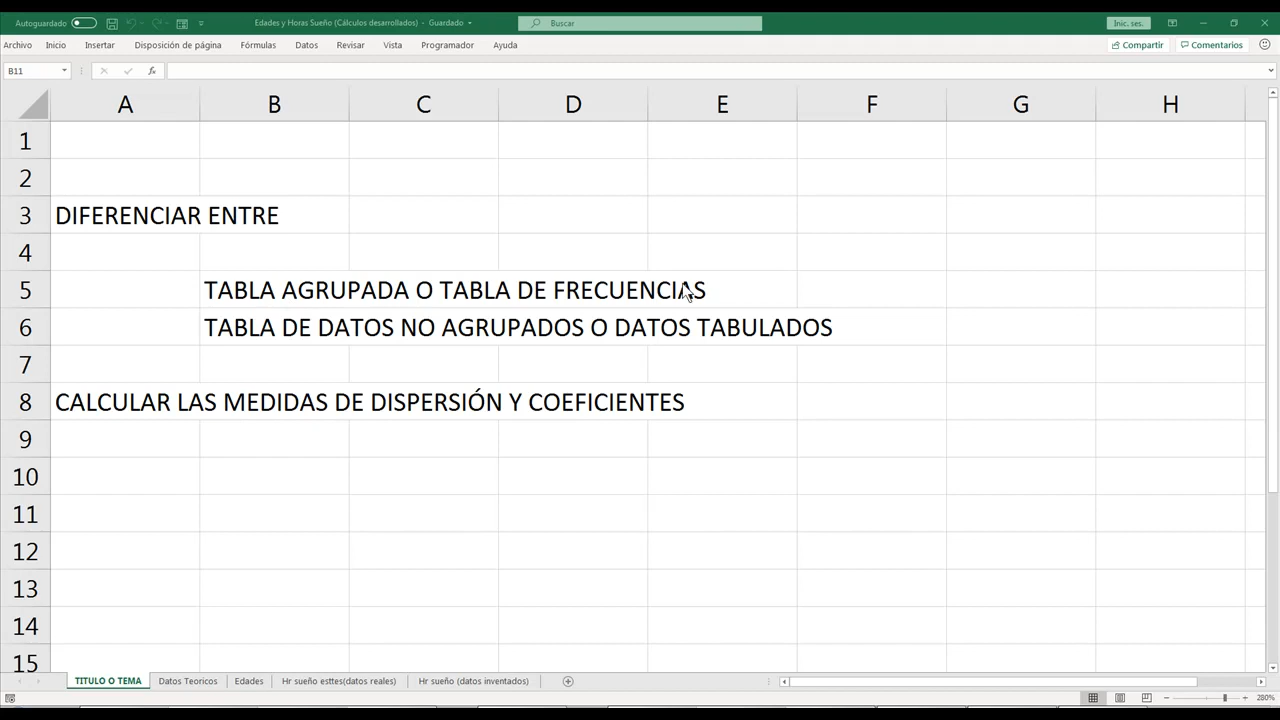 Autoguardado
Edades y Horas Sueño (Cálculos desarrollados) - Guardado
Buscar
Inic. ses.
Archivo Inicio Insertar Disposición de página Fórmulas Datos Revisar Vista Programador Ayuda
Compartir Comentarios
B11
fx
A B C D E F G H
1
2
3 DIFERENCIAR ENTRE
4
5 TABLA AGRUPADA O TABLA DE FRECUENCIAS
6 TABLA DE DATOS NO AGRUPADOS O DATOS TABULADOS
7
8 CALCULAR LAS MEDIDAS DE DISPERSIÓN Y COEFICIENTES
9
10
11
12
13
14
15
TITULO O TEMA Datos Teoricos Edades Hr sueño esttes(datos reales) Hr sueño (datos inventados)
280%